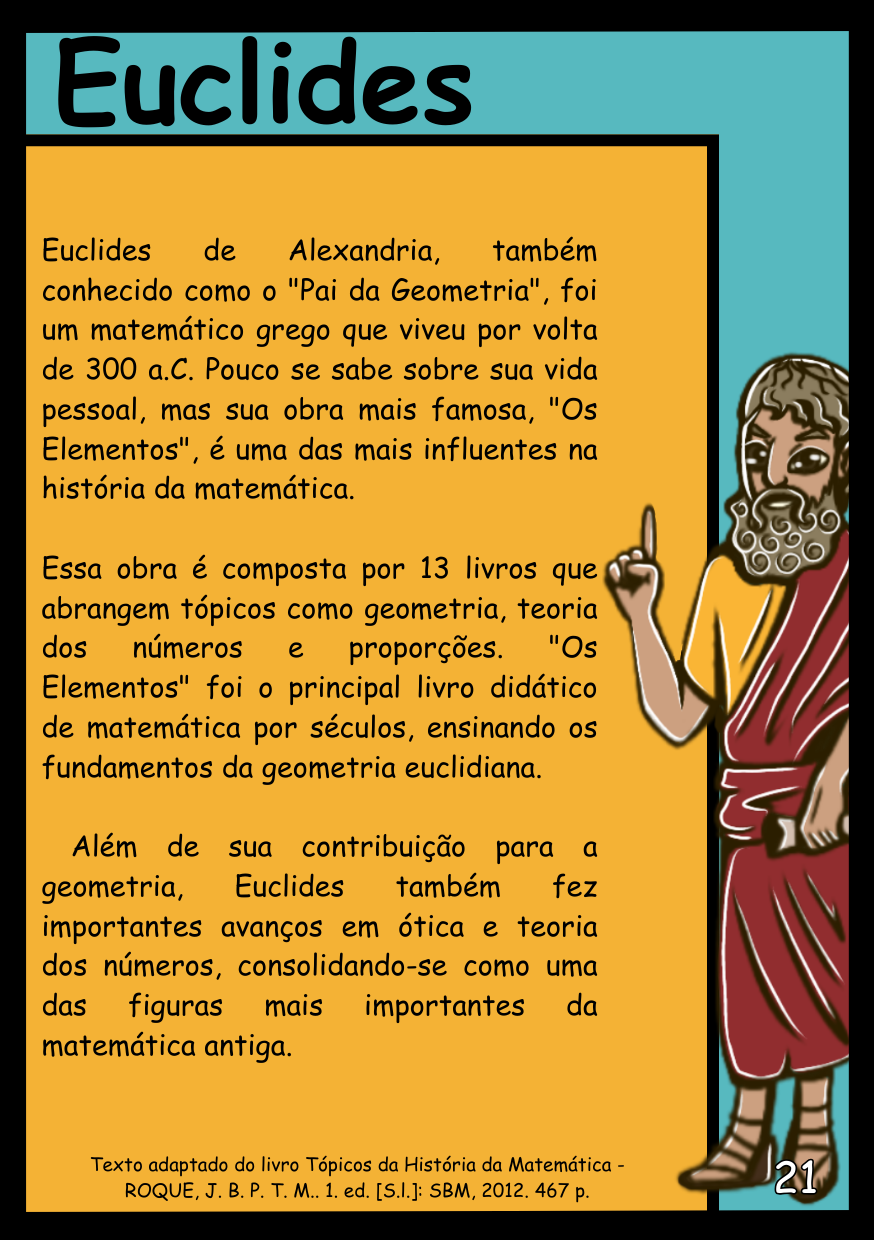 Euclides
Euclides de Alexandria, também
conhecido como o "Pai da Geometria", foi
um matemático grego que viveu por volta
de 300 a.C. Pouco se sabe sobre sua vida
pessoal, mas sua obra mais famosa, "Os
Elementos", é uma das mais influentes na
história da matemática.
Essa obra é composta por 13 livros que
abrangem tópicos como geometria, teoria
dos números e proporções. "Os
Elementos" foi o principal livro didático
de matemática por séculos, ensinando os
fundamentos da geometria euclidiana.
Além de sua contribuição para a
geometria, Euclides também fez
importantes avanços em ótica e teoria
dos números, consolidando-se como uma
das figuras mais importantes da
matemática antiga.
Texto adaptado do livro Tópicos da História da Matemática -
ROQUE, J. B. P. T. M.. 1. ed. [S.l.]: SBM, 2012. 467 p.
21